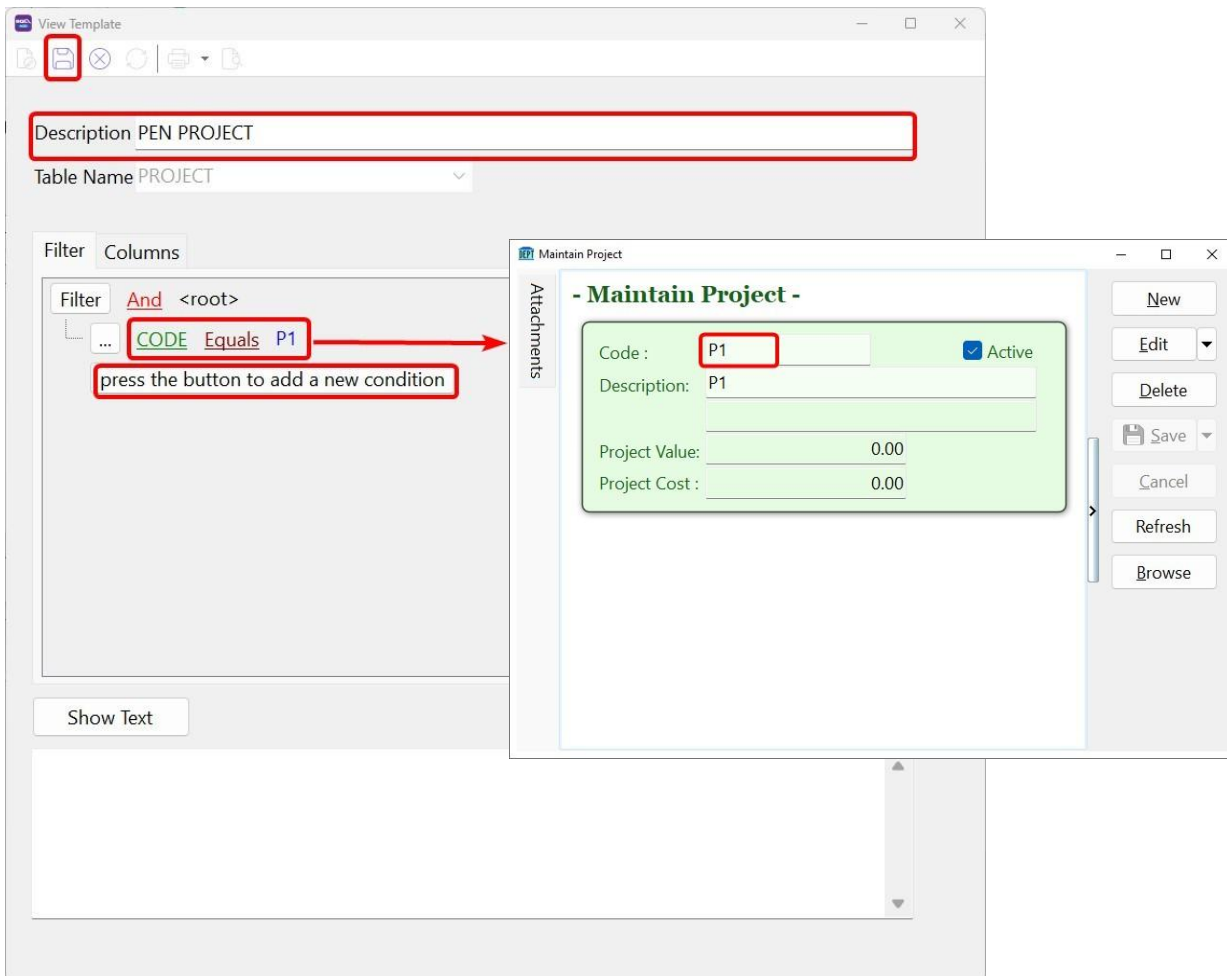 View Template
Description PEN PROJECT
Table Name PROJECT
Filter Columns
Filter And <root>
... CODE Equals P1
press the button to add a new condition
Show Text
Maintain Project
Attachments
- Maintain Project -
Code : P1 Active
Description: P1
Project Value: 0.00
Project Cost : 0.00
New
Edit
Delete
Save
Cancel
Refresh
Browse